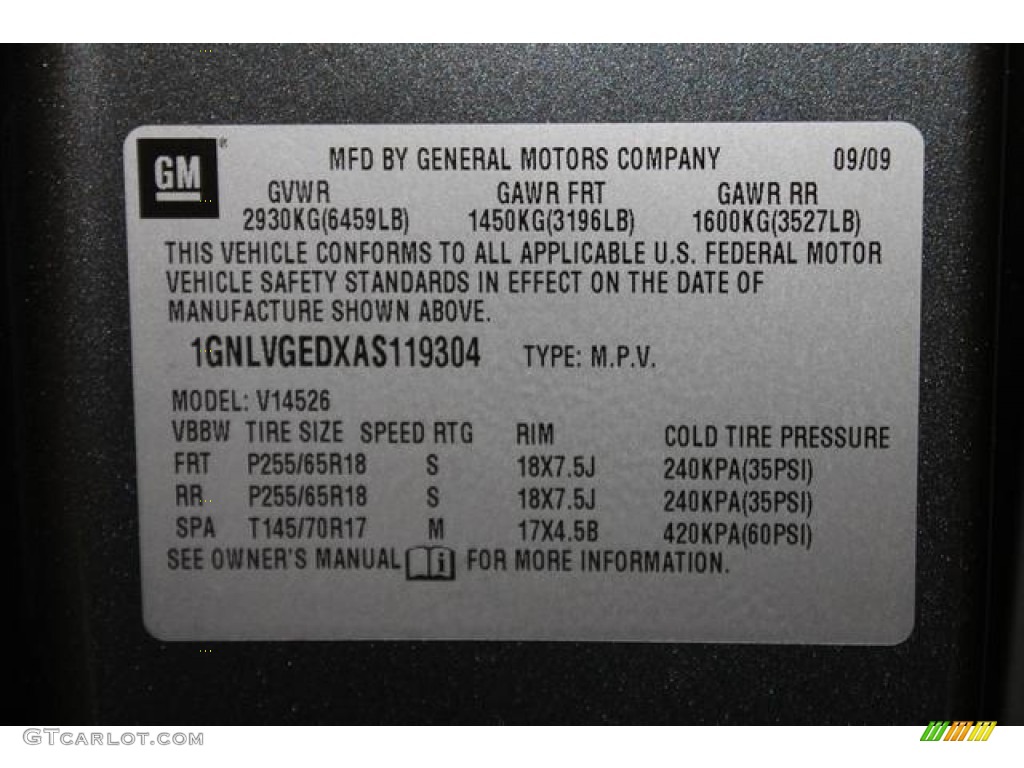 GM®
MFD BY GENERAL MOTORS COMPANY 09/09
GVWR GAWR FRT GAWR RR
2930KG(6459LB) 1450KG(3196LB) 1600KG(3527LB)
THIS VEHICLE CONFORMS TO ALL APPLICABLE U.S. FEDERAL MOTOR
VEHICLE SAFETY STANDARDS IN EFFECT ON THE DATE OF
MANUFACTURE SHOWN ABOVE.
1GNLVGEDXAS119304 TYPE: M.P.V.
MODEL: V14526
VBBW TIRE SIZE SPEED RTG RIM COLD TIRE PRESSURE
FRT P255/65R18 S 18X7.5J 240KPA(35PSI)
RR P255/65R18 S 18X7.5J 240KPA(35PSI)
SPA T145/70R17 M 17X4.5B 420KPA(60PSI)
SEE OWNER'S MANUAL i FOR MORE INFORMATION.
GTCARLOT.COM